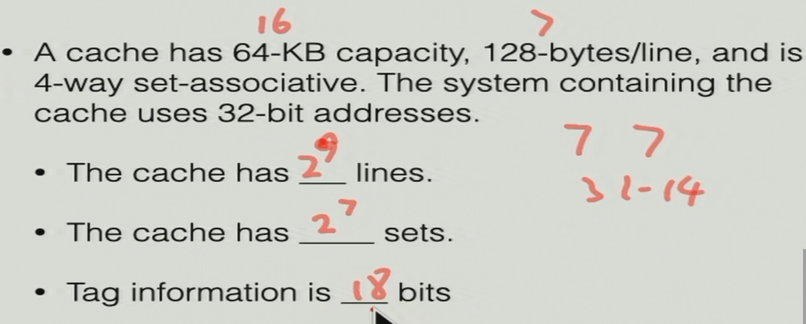 16 7
• A cache has 64-KB capacity, 128-bytes/line, and is
4-way set-associative. The system containing the
cache uses 32-bit addresses.
7 7
• The cache has 2^9 lines.
31-14
• The cache has 2^7 sets.
• Tag information is 18 bits